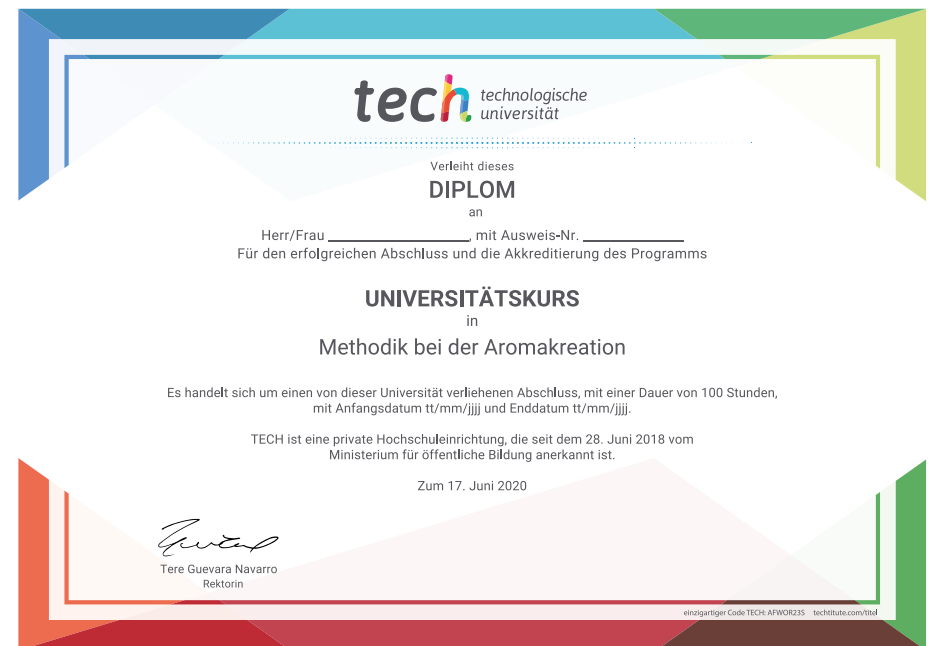 tech technologische
universität
Verleiht dieses
DIPLOM
an
Herr/Frau ____________, mit Ausweis-Nr. ____________
Für den erfolgreichen Abschluss und die Akkreditierung des Programms
UNIVERSITÄTSKURS
in
Methodik bei der Aromakreation
Es handelt sich um einen von dieser Universität verliehenen Abschluss, mit einer Dauer von 100 Stunden,
mit Anfangsdatum tt/mm/jjjj und Enddatum tt/mm/jjjj.
TECH ist eine private Hochschuleinrichtung, die seit dem 28. Juni 2018 vom
Ministerium für öffentliche Bildung anerkannt ist.
Zum 17. Juni 2020
Tere Guevara Navarro
Rektorin
einzigartiger Code TECH: AFWOR23S techtitute.com/titel